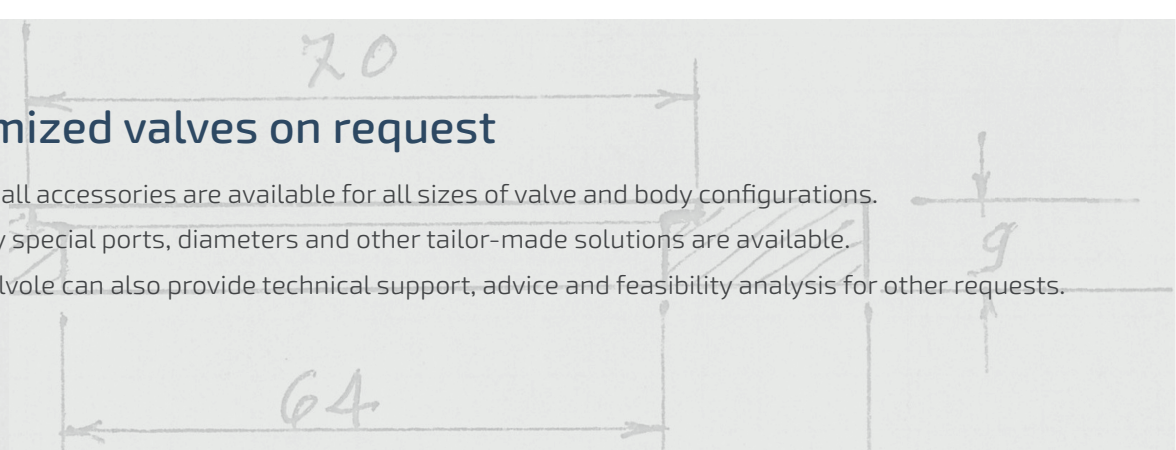 70
mized valves on request
all accessories are available for all sizes of valve and body configurations.
special ports, diameters and other tailor-made solutions are available.
9
lvole can also provide technical support, advice and feasibility analysis for other requests.
64